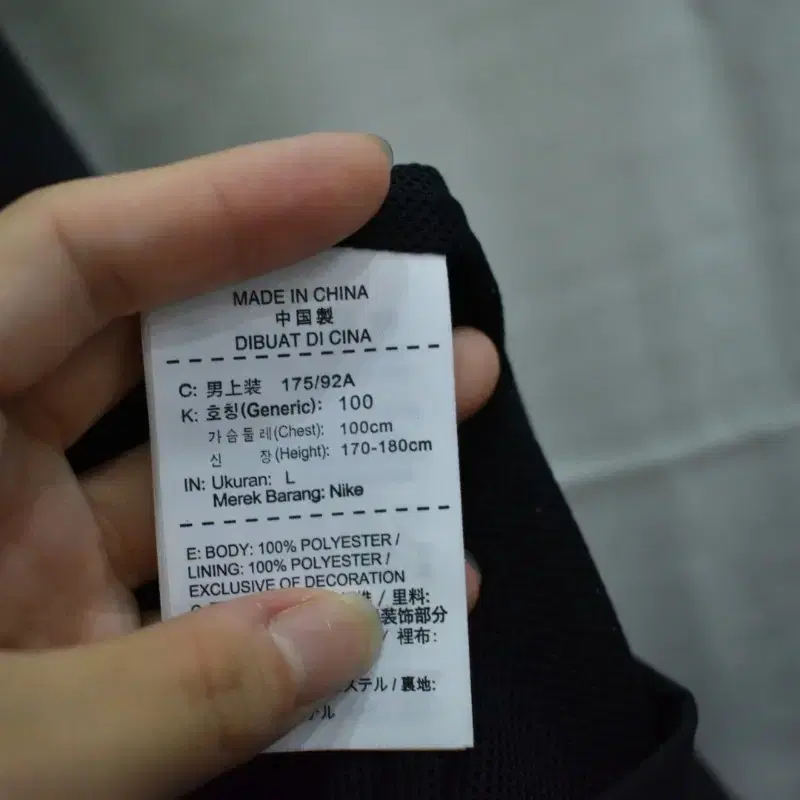 MADE IN CHINA
中国製
DIBUAT DI CINA
C: 男上装 175/92A
K: 호칭(Generic): 100
가슴둘레(Chest): 100cm
신 장(Height): 170-180cm
IN: Ukuran: L
Merek Barang: Nike
E: BODY: 100% POLYESTER /
LINING: 100% POLYESTER /
EXCLUSIVE OF DECORATION
/ 里料:
装饰部分
/ 裡布:
ステル / 裏地: